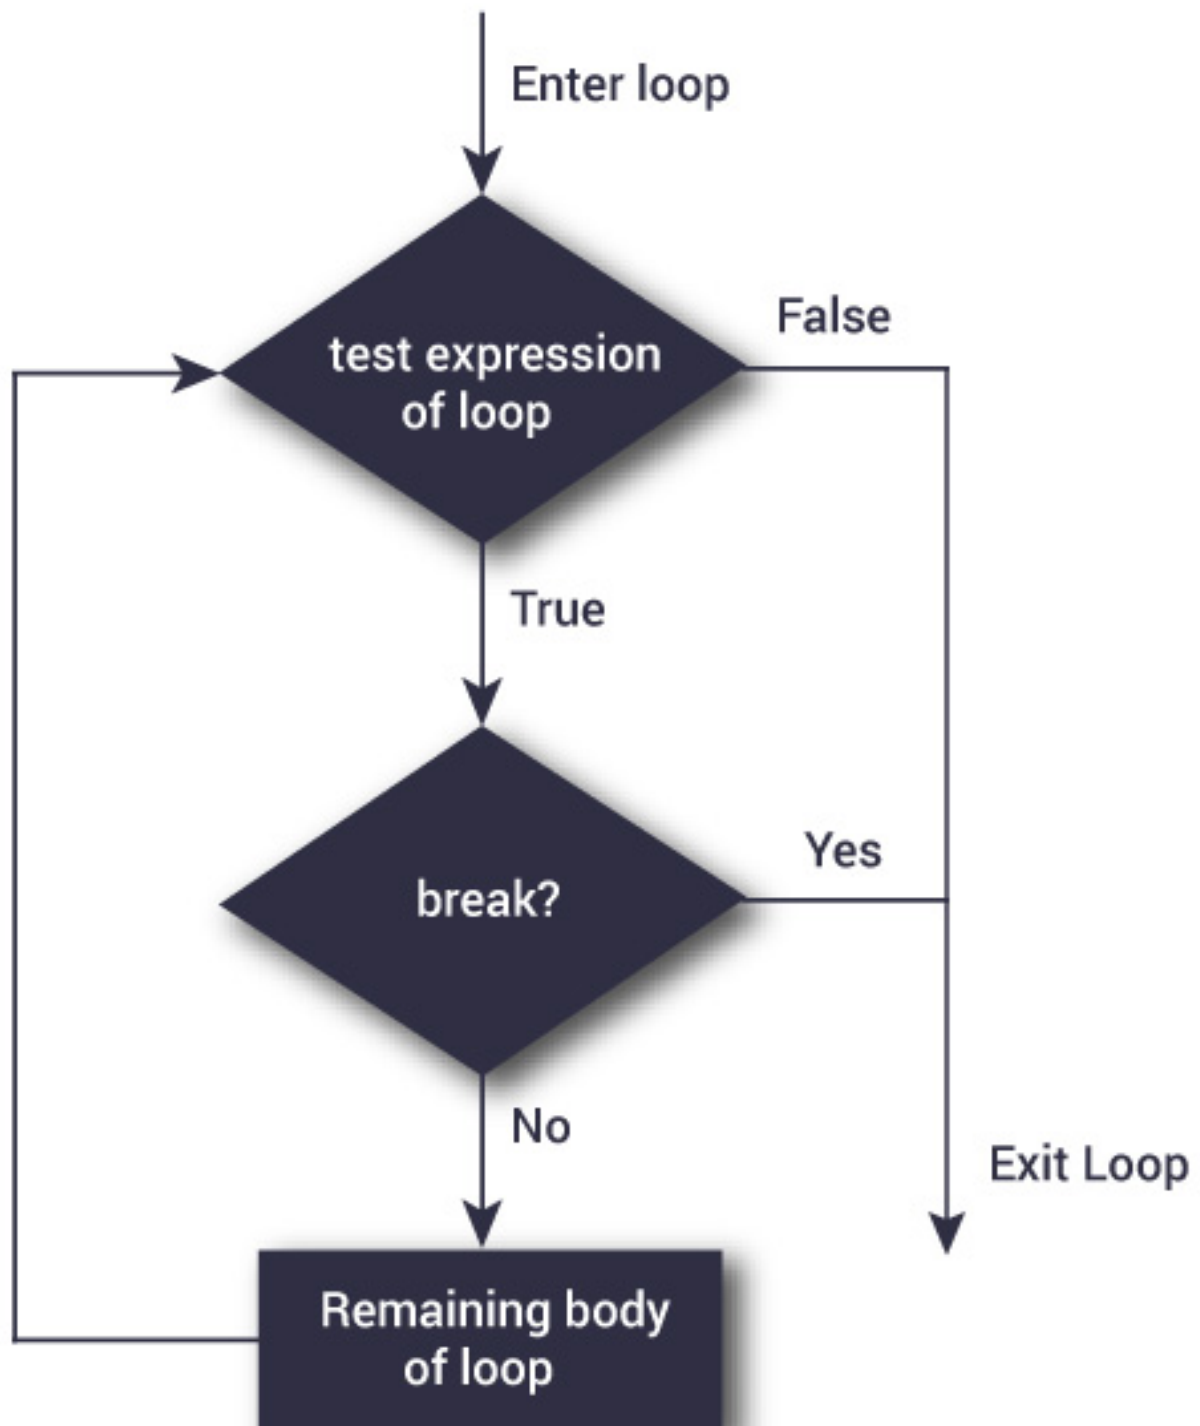 Enter loop
False
test expression
of loop
True
Yes
break?
No
Exit Loop
Remaining body
of loop